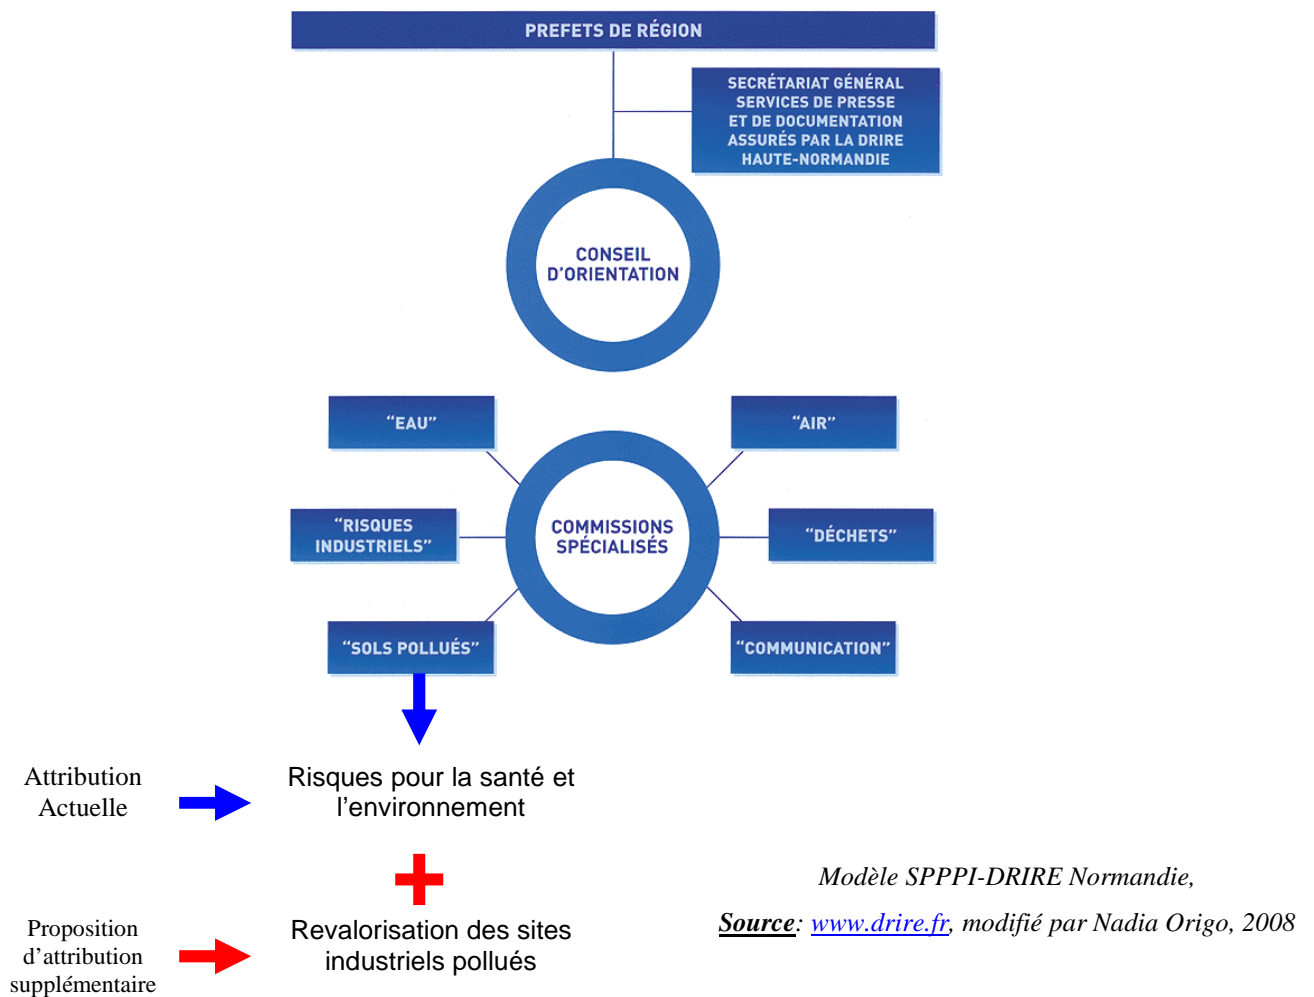 PREFETS DE RÉGION
SECRÉTARIAT GÉNÉRAL
SERVICES DE PRESSE
ET DE DOCUMENTATION
ASSURÉS PAR LA DRIRE
HAUTE-NORMANDIE
CONSEIL
D'ORIENTATION
“EAU”
“AIR”
“RISQUES
INDUSTRIELS”
COMMISSIONS
SPÉCIALISÉS
“DÉCHETS”
“SOLS POLLUÉS”
“COMMUNICATION”
Attribution
Actuelle
Risques pour la santé et
l’environnement
Proposition
d’attribution
supplémentaire
Revalorisation des sites
industriels pollués
Modèle SPPPI-DRIRE Normandie,
Source: www.drire.fr, modifié par Nadia Origo, 2008